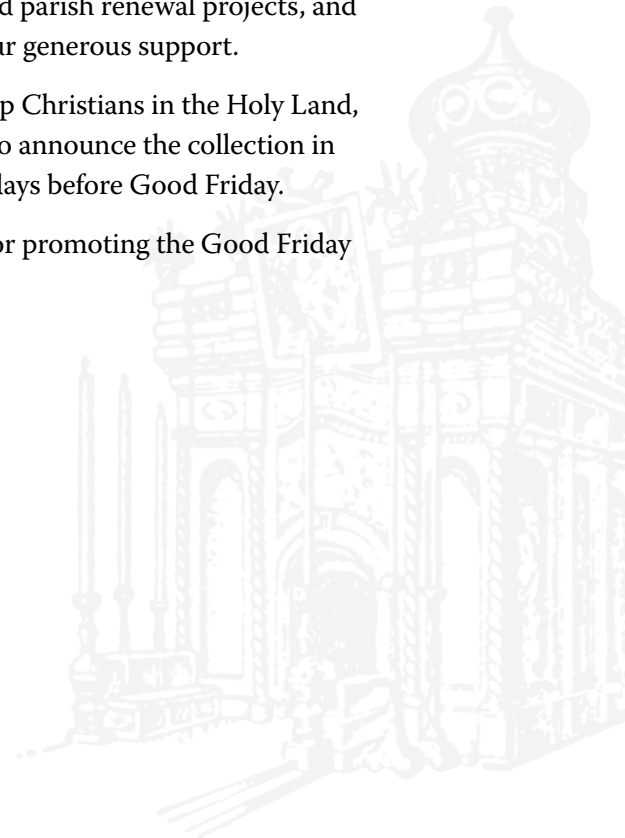 d parish renewal projects, and
ur generous support.
p Christians in the Holy Land,
o announce the collection in
days before Good Friday.
or promoting the Good Friday